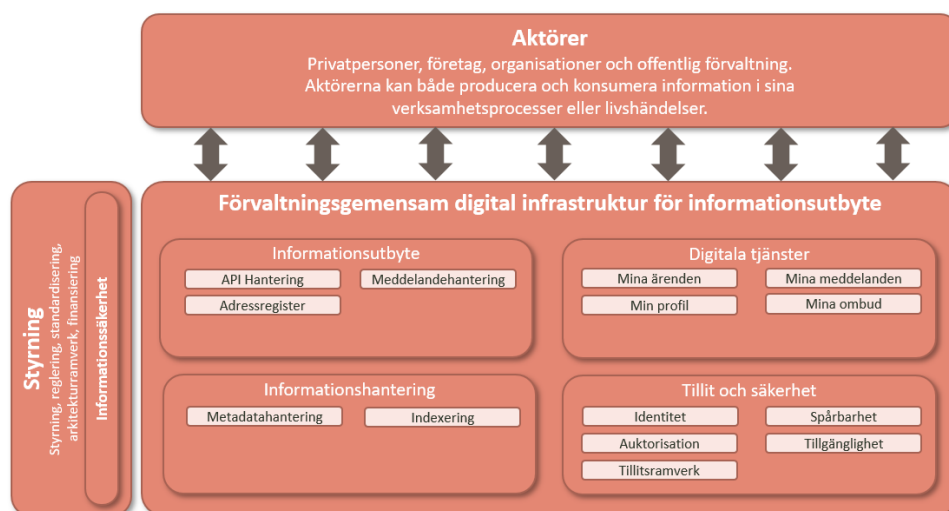 Aktörer
Privatpersoner, företag, organisationer och offentlig förvaltning.
Aktörerna kan både producera och konsumera information i sina
verksamhetsprocesser eller livshändelser.
Styrning
Styrning, reglering, standardisering,
arkitekturramverk, finansiering
Informationssäkerhet
Förvaltningsgemensam digital infrastruktur för informationsutbyte
Informationsutbyte
API Hantering
Meddelandehantering
Adressregister
Digitala tjänster
Mina ärenden
Mina meddelanden
Min profil
Mina ombud
Informationshantering
Metadatahantering
Indexering
Tillit och säkerhet
Identitet
Spårbarhet
Auktorisation
Tillgänglighet
Tillitsramverk